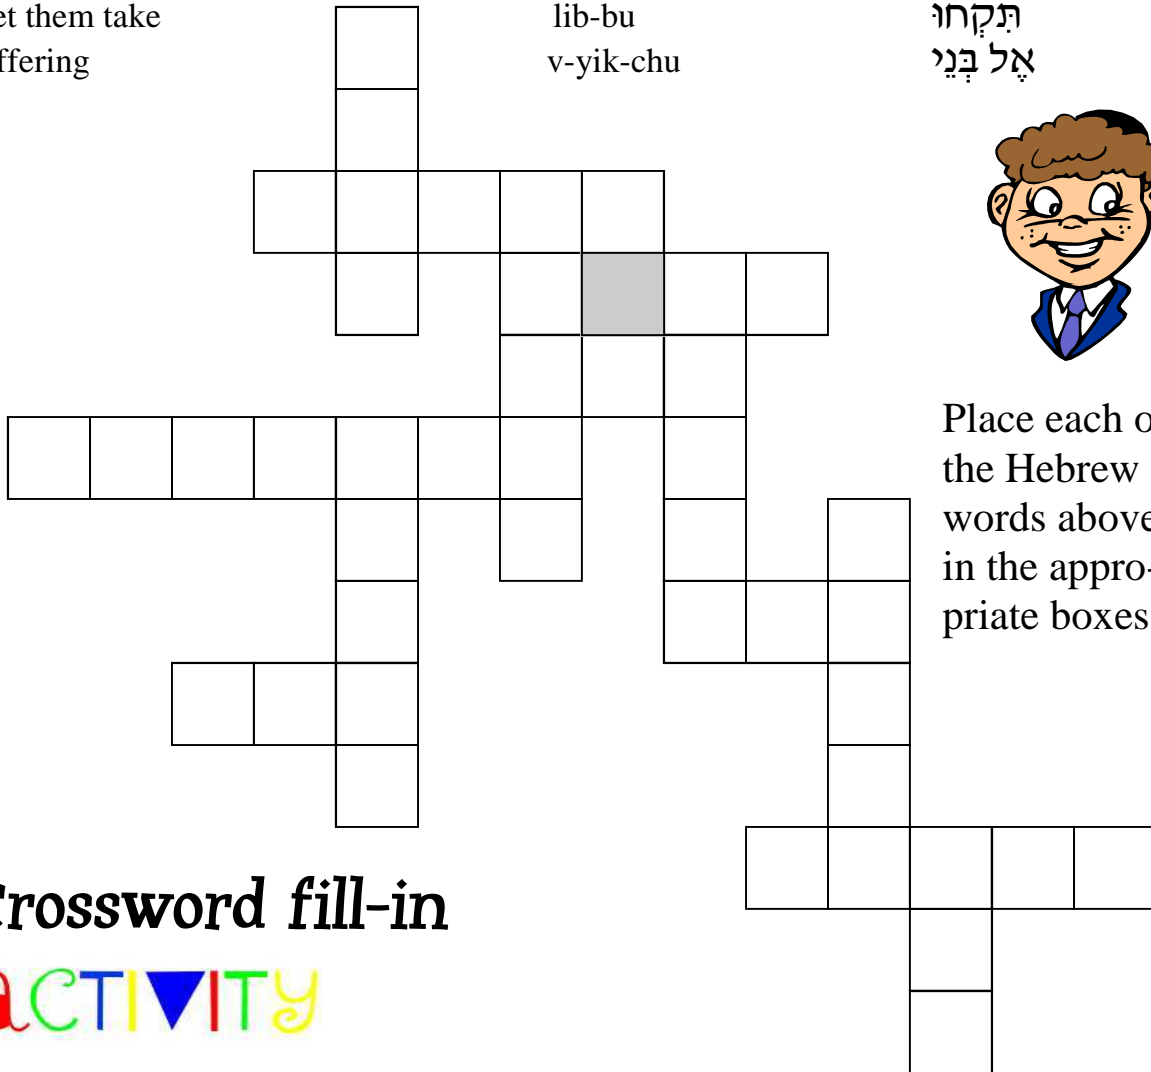 et them take lib-bu תִּקְחוּ
ffering v-yik-chu אֶל בְּנֵי
Place each o
the Hebrew
words above
in the appro-
priate boxes
Crossword fill-in
aCTIVITY